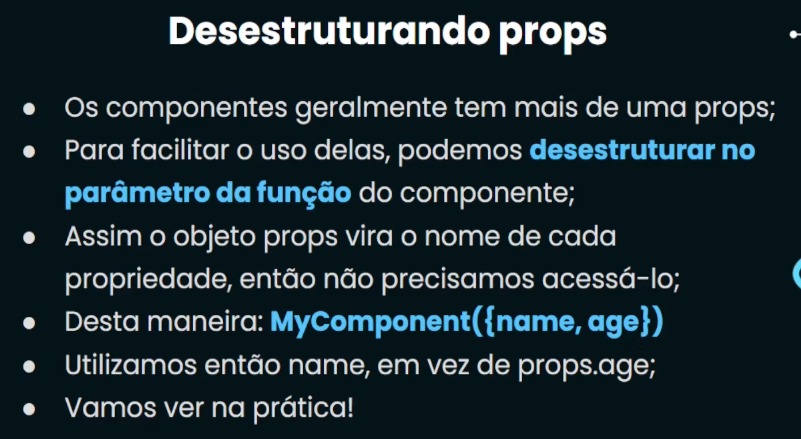 Desestruturando props
● Os componentes geralmente tem mais de uma props;
● Para facilitar o uso delas, podemos desestruturar no
parâmetro da função do componente;
● Assim o objeto props vira o nome de cada
propriedade, então não precisamos acessá-lo;
● Desta maneira: MyComponent({name, age})
● Utilizamos então name, em vez de props.age;
● Vamos ver na prática!